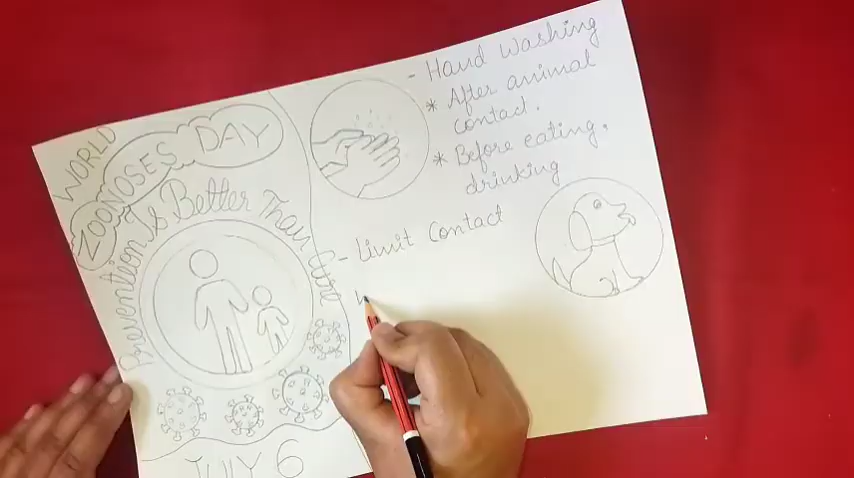 WORLD
ZOONOSES DAY
Prevention Is Better Than Cure
JULY 6
- Hand Washing
* After animal
contact.
* Before eating,
drinking
- Limit Contact